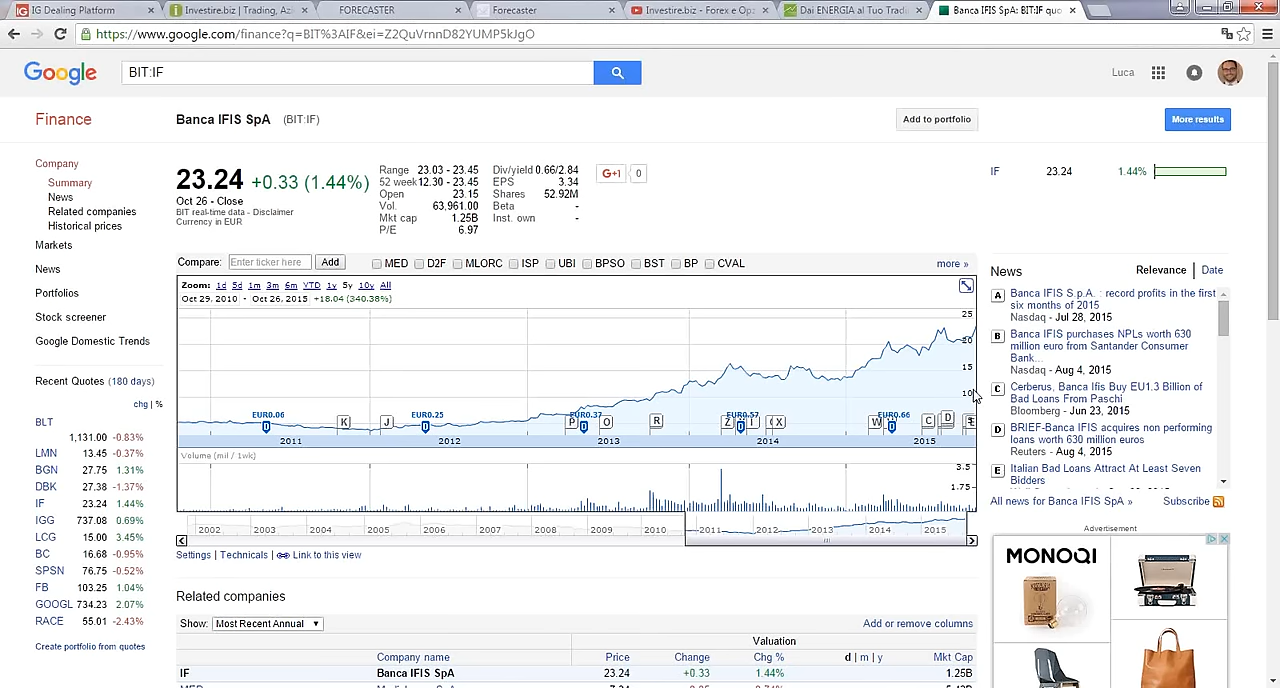 IG Dealing Platform
Investire.biz | Trading, Az
FORECASTER
Forecaster
Investire.biz - Forex e Op
Dai ENERGIA al Tuo Trad
Banca IFIS SpA: BIT:IF quo
https://www.google.com/finance?q=BIT%3AIF&ei=Z2QuVrnnD82YUMP5kJgO
Google
BIT:IF
Luca
Finance
Banca IFIS SpA (BIT:IF)
Add to portfolio
More results
Company
Summary
News
Related companies
Historical prices
Markets
News
Portfolios
Stock screener
Google Domestic Trends
Recent Quotes (180 days)
chg | %
BLT
1,131.00 -0.83%
LMN 13.45 -0.37%
BGN 27.75 1.31%
DBK 27.38 -1.37%
IF 23.24 1.44%
IGG 737.08 0.69%
LCG 15.00 3.45%
BC 16.68 -0.95%
SPSN 76.75 -0.52%
FB 103.25 1.04%
GOOGL 734.23 2.07%
RACE 55.01 -2.43%
Create portfolio from quotes
23.24 +0.33 (1.44%)
Oct 26 - Close
BIT real-time data - Disclaimer
Currency in EUR
Range 23.03 - 23.45
52 week 12.30 - 23.45
Open 23.15
Vol. 63,961.00
Mkt cap 1.25B
P/E 6.97
Div/yield 0.66/2.84
EPS 3.34
Shares 52.92M
Beta -
Inst. own -
G+1 0
IF 23.24 1.44%
Compare: Enter ticker here Add MED D2F MLORC ISP UBI BPSO BST BP CVAL more »
Zoom: 1d 5d 1m 3m 6m YTD 1y 5y 10y All
Oct 29, 2010 - Oct 26, 2015 +18.04 (340.38%)
25
20
15
10
EUR0.06 EUR0.25 EUR0.37 EUR0.57 EUR0.66
D K J D P D O R Z D I X W D C D
2011 2012 2013 2014 2015
Volume (mil / 1wk)
3.5
1.75
2002 2003 2004 2005 2006 2007 2008 2009 2010 2011 2012 2013 2014 2015
Settings | Technicals | Link to this view
Related companies
Show: Most Recent Annual
Add or remove columns
Valuation
Company name Price Change Chg % d | m | y Mkt Cap
IF Banca IFIS SpA 23.24 +0.33 1.44% 1.25B
News
Relevance | Date
A Banca IFIS S.p.A. : record profits in the first
six months of 2015
Nasdaq - Jul 28, 2015
B Banca IFIS purchases NPLs worth 630
million euro from Santander Consumer
Bank...
Nasdaq - Aug 4, 2015
C Cerberus, Banca Ifis Buy EU1.3 Billion of
Bad Loans From Paschi
Bloomberg - Jun 23, 2015
D BRIEF-Banca IFIS acquires non performing
loans worth 630 million euros
Reuters - Aug 4, 2015
E Italian Bad Loans Attract At Least Seven
Bidders
All news for Banca IFIS SpA »
Subscribe
Advertisement
MONOQI